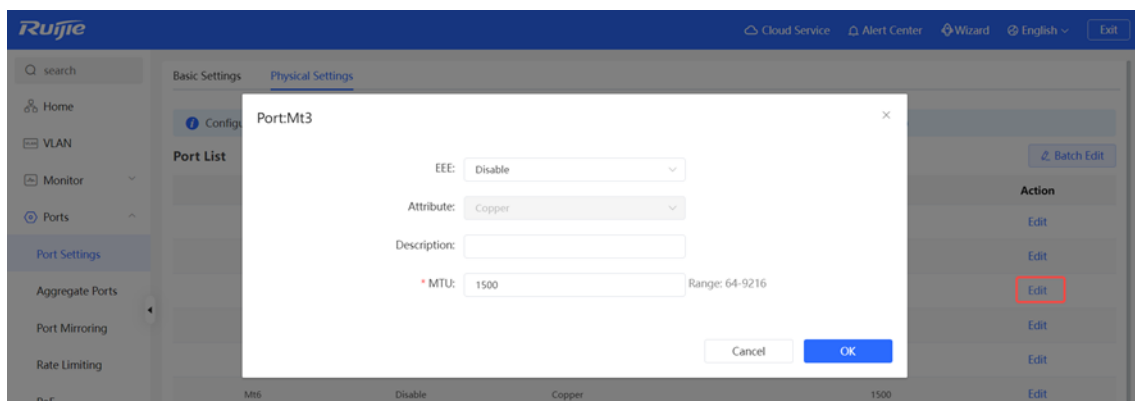 Ruijie
Cloud Service Alert Center Wizard English Exit
search
Basic Settings Physical Settings
Home
Configu
Port:Mt3
VLAN
Port List
Batch Edit
EEE: Disable
Monitor
Action
Attribute: Copper
Ports
Edit
Description:
Port Settings
Edit
* MTU: 1500 Range: 64-9216
Aggregate Ports
Edit
Port Mirroring
Edit
Cancel OK
Rate Limiting
Edit
Mt6 Disable Copper 1500 Edit